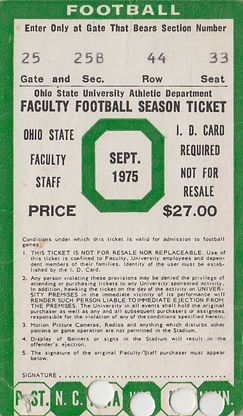 FOOTBALL
Enter Only at Gate That Bears Section Number
25 25B 44 33
Gate and Sec. Row Seat
Ohio State University Athletic Department
FACULTY FOOTBALL SEASON TICKET
OHIO STATE
FACULTY
STAFF
SEPT.
1975
I. D. CARD
REQUIRED
NOT FOR
RESALE
PRICE $27.00
Conditions under which this ticket is valid for admission to football
games.
1. THIS TICKET IS NOT FOR RESALE NOR REPLACEABLE. Use of
this ticket is confined to Faculty, University employees and de-
pendent members of their families. Identity of the user must be estab-
lished by the I. D. Card.
2. Any person violating these provisions may be denied the privilege of
attending or purchasing tickets to any University sponsored activity.
In addition, hawking the ticket on the day of the activity on UNIVER-
SITY PREMISES in the immediate vicinity of its performance will
RENDER SUCH PERSON LIABLE TO IMMEDIATE EJECTION FROM
THE PREMISES. The University in all events shall hold the original
purchaser as well as any and all subsequent purchasers or assignees
responsible for the violation of any of the conditions specified herein.
3. Motion Picture Cameras, Radios and anything which disturbs other
patrons or game operation are not permitted in the Stadium.
4. Display of Banners or signs in the Stadium will result in the
offender's ejection.
5. The signature of the original Faculty/Staff purchaser must appear
below.
SIGNATURE
P ST. N. C.